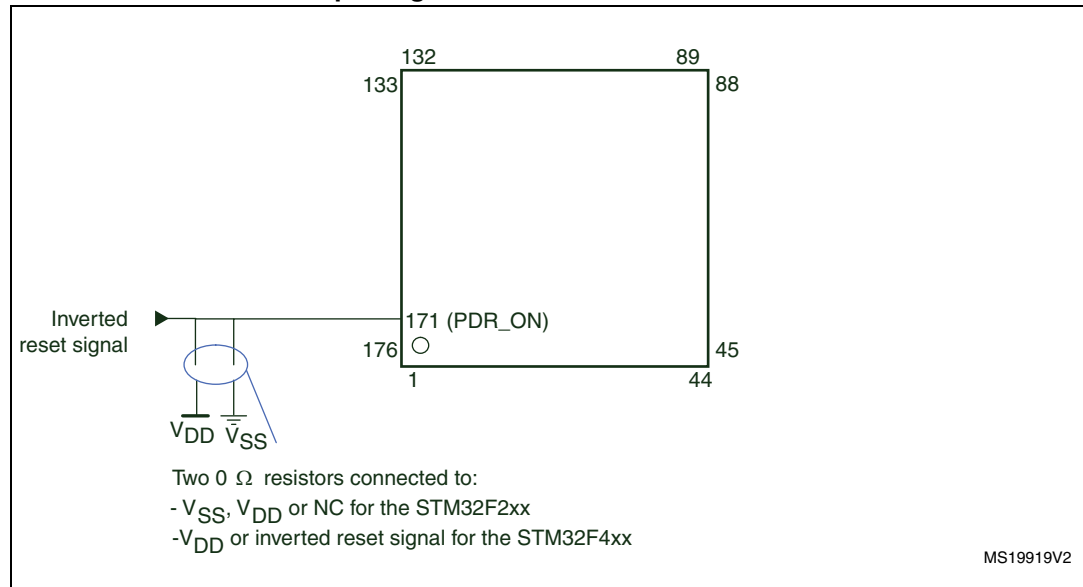 132
89
133
88
Inverted
reset signal
171 (PDR_ON)
176
45
1
44
VDD VSS
Two 0 Ω resistors connected to:
- VSS, VDD or NC for the STM32F2xx
-VDD or inverted reset signal for the STM32F4xx
MS19919V2